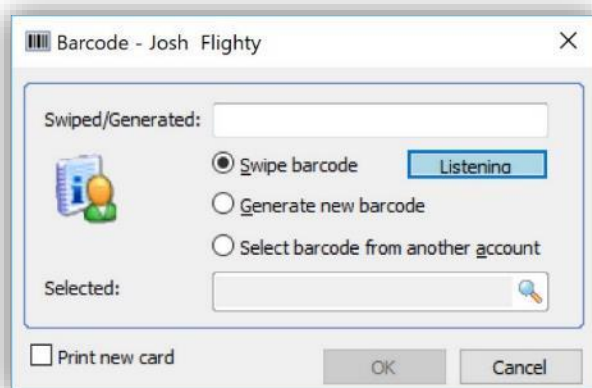 Barcode - Josh Flighty
Swiped/Generated:
Swipe barcode Listening
Generate new barcode
Select barcode from another account
Selected:
Print new card OK Cancel